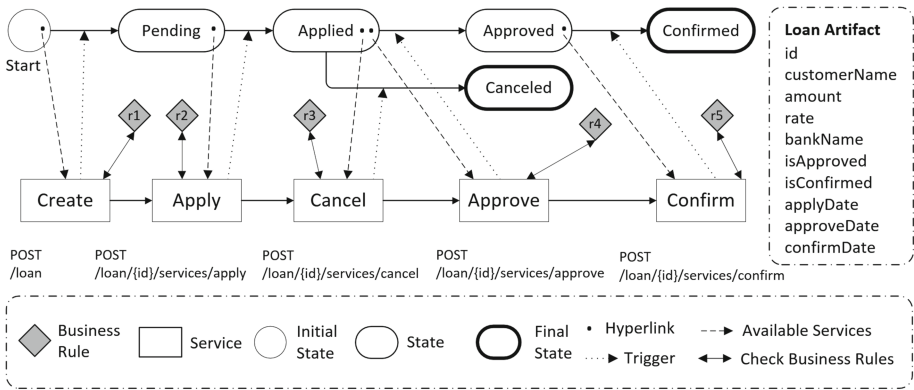 Start
Pending
Applied
Approved
Confirmed
Canceled
r1
r2
r3
r4
r5
Create
Apply
Cancel
Approve
Confirm
POST
/loan
POST
/loan/{id}/services/apply
POST
/loan/{id}/services/cancel
POST
/loan/{id}/services/approve
POST
/loan/{id}/services/confirm
Loan Artifact
id
customerName
amount
rate
bankName
isApproved
isConfirmed
applyDate
approveDate
confirmDate
Business
Rule
Service
Initial
State
State
Final
State
Hyperlink
Trigger
Available Services
Check Business Rules